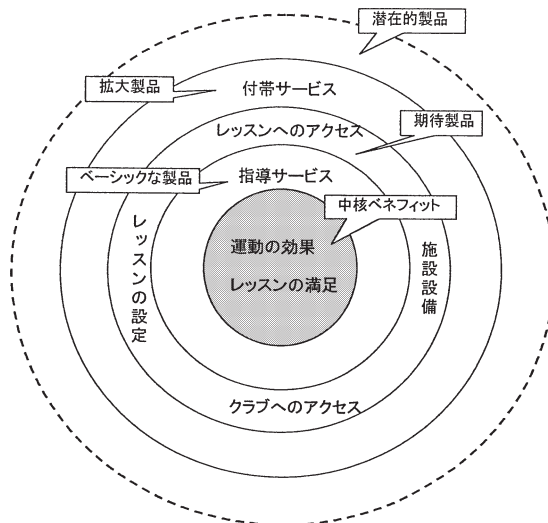 潜在的製品
拡大製品
付帯サービス
期待製品
レッスンへのアクセス
ベーシックな製品
指導サービス
中核ベネフィット
運動の効果
レッスンの満足
レッスンの設定
施設設備
クラブへのアクセス